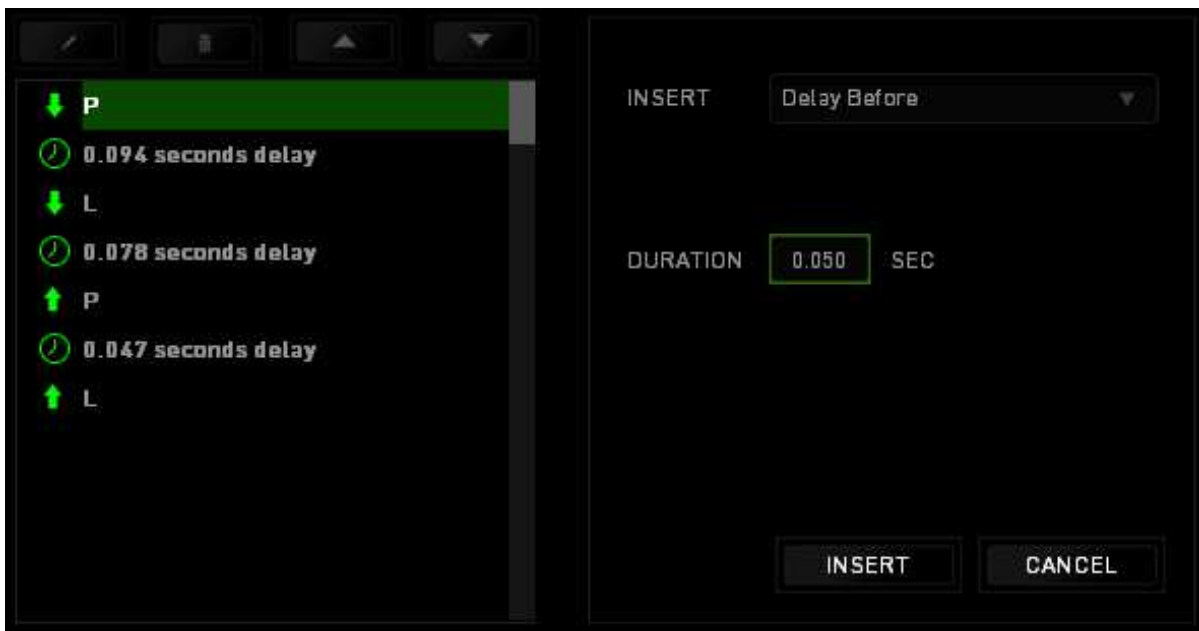 P
0.094 seconds delay
L
0.078 seconds delay
P
0.047 seconds delay
L
INSERT Delay Before
DURATION 0.050 SEC
INSERT CANCEL